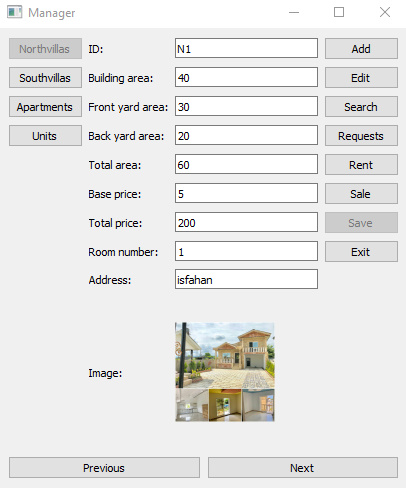 Manager
Northvillas ID: N1 Add
Southvillas Building area: 40 Edit
Apartments Front yard area: 30 Search
Units Back yard area: 20 Requests
Total area: 60 Rent
Base price: 5 Sale
Total price: 200 Save
Room number: 1 Exit
Address: isfahan
Image:
Previous Next